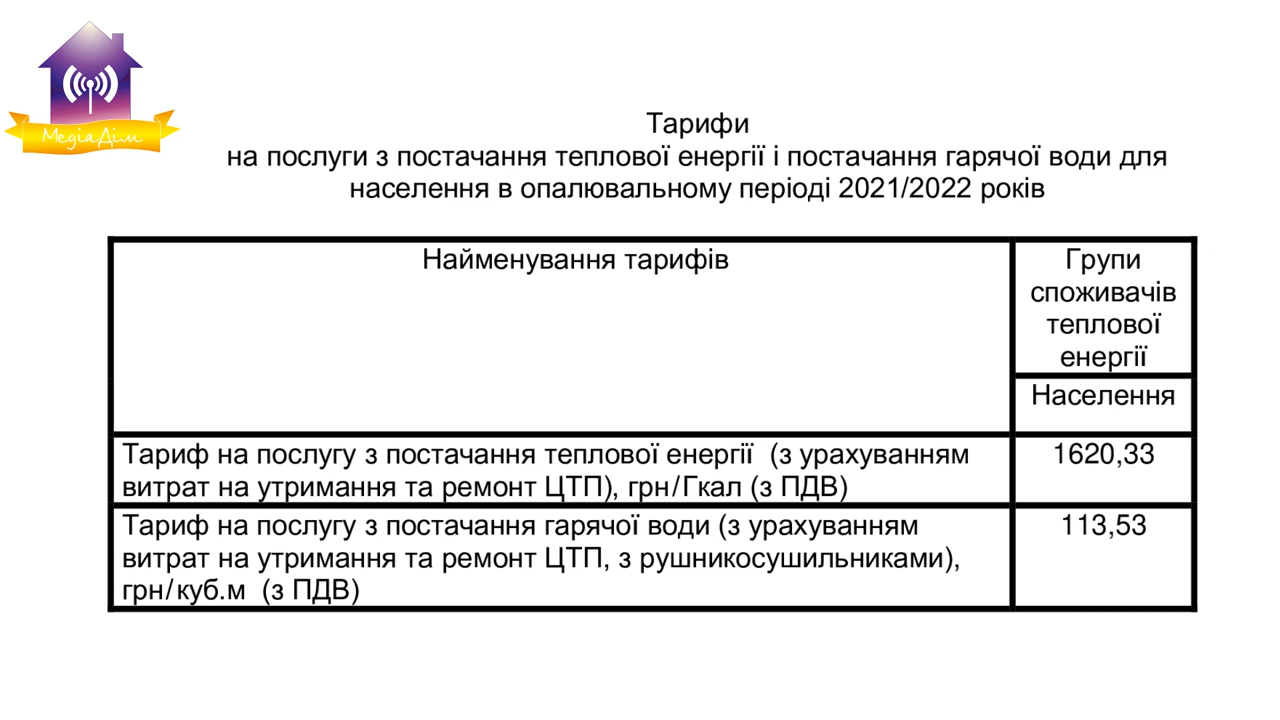 МедіаДім
Тарифи
на послуги з постачання теплової енергії і постачання гарячої води для
населення в опалювальному періоді 2021/2022 років
Найменування тарифів
Групи
споживачів
теплової
енергії
Населення
Тариф на послугу з постачання теплової енергії (з урахуванням
витрат на утримання та ремонт ЦТП), грн/Гкал (з ПДВ)
1620,33
Тариф на послугу з постачання гарячої води (з урахуванням
витрат на утримання та ремонт ЦТП, з рушникосушильниками),
грн/куб.м (з ПДВ)
113,53